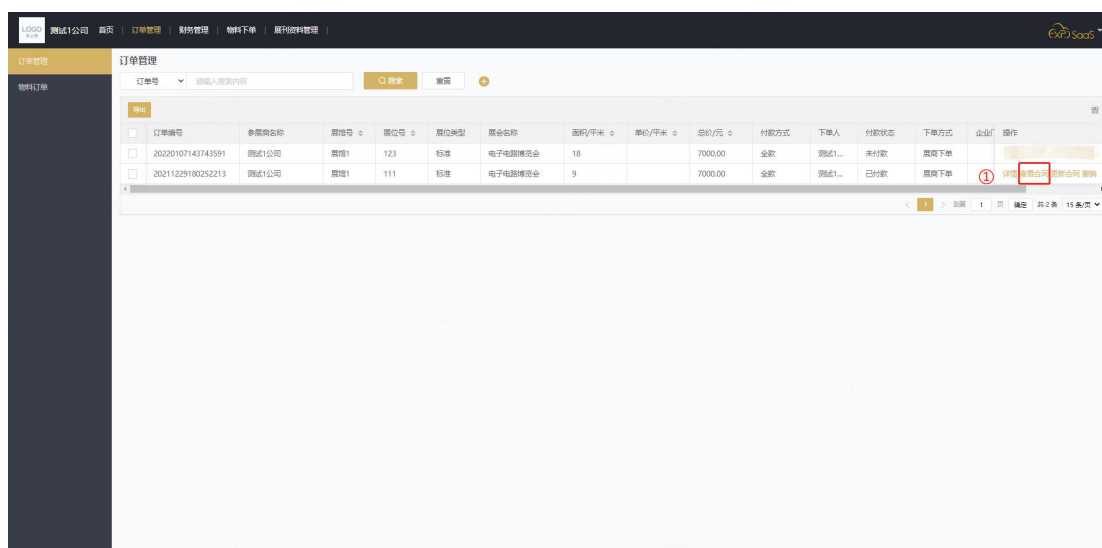 LOGO 测试1公司 首页 | 订单管理 | 财务管理 | 物料下单 | 展刊资料管理 |
EXPO SaaS
订单管理
物料订单
订单管理
订单号 请输入搜索内容 搜索 重置
导出
订单编号 参展商名称 展馆号 展位号 展位类型 展会名称 面积/平米 单价/平米 总价/元 付款方式 下单人 付款状态 下单方式 企业 操作
20220107143743591 测试1公司 展馆1 123 标准 电子电路博览会 18 7000.00 全款 测试1... 未付款 展商下单
20211229180252213 测试1公司 展馆1 111 标准 电子电路博览会 9 7000.00 全款 测试1... 已付款 展商下单 ① 详情 查看合同 更新合同 撤销
< 1 > 到第 1 页 确定 共 2 条 15 条/页